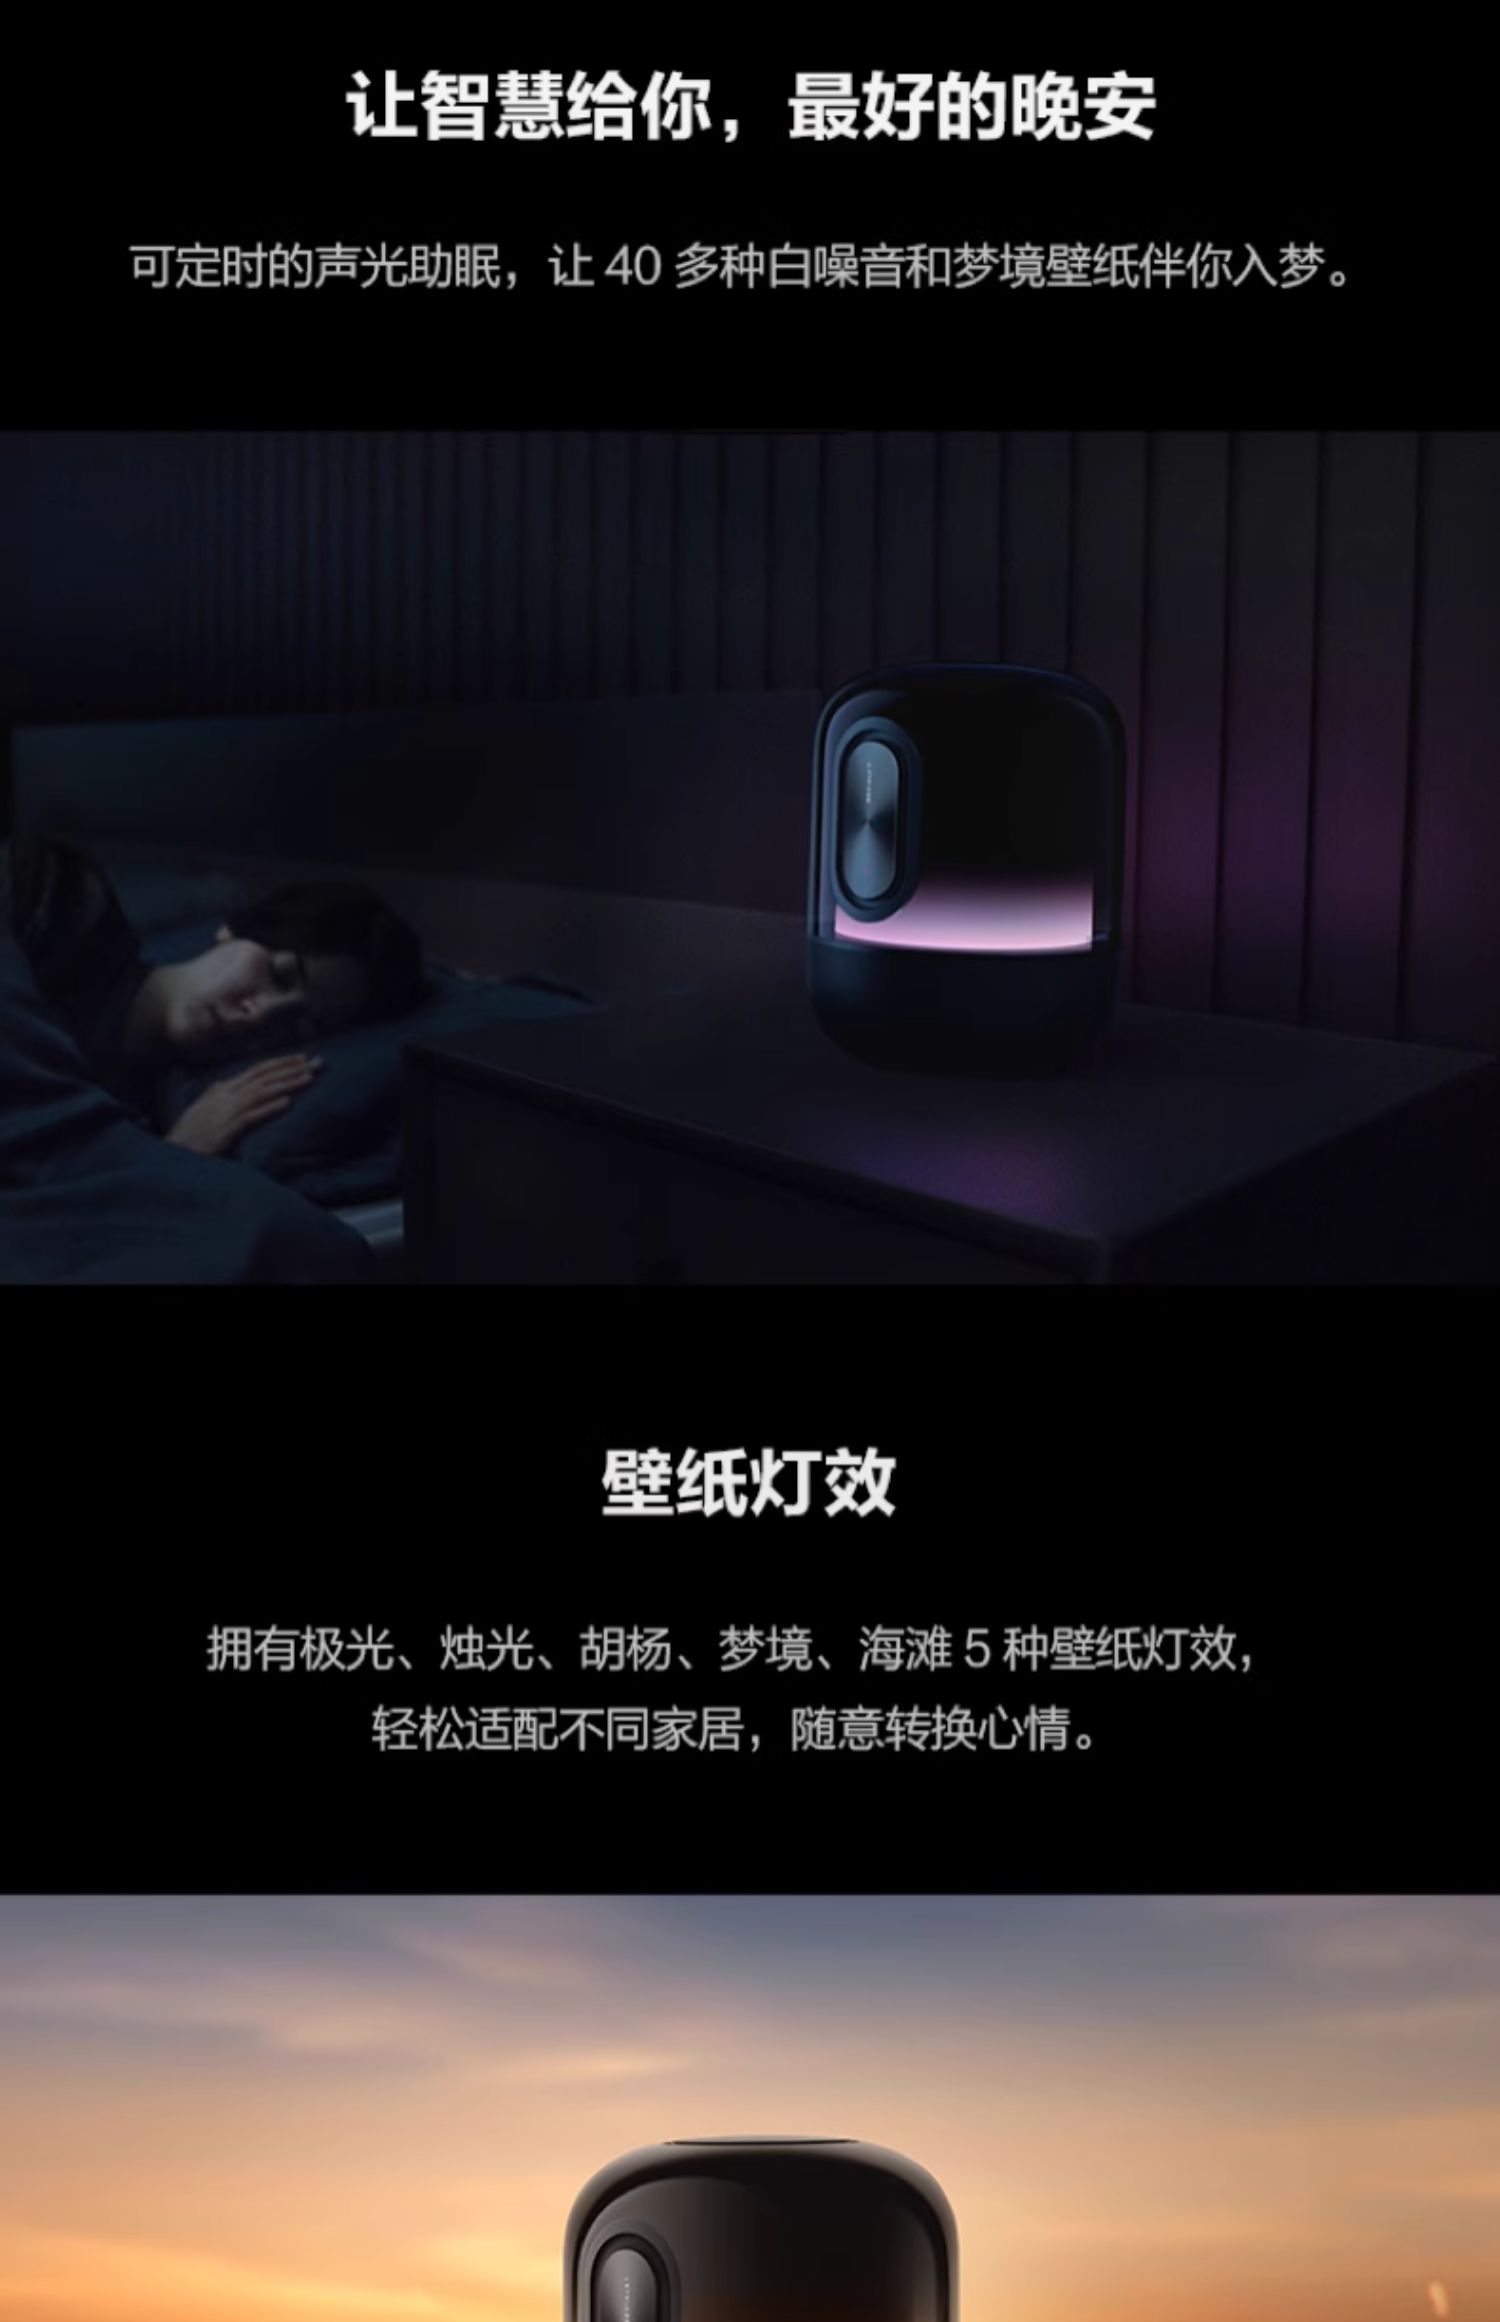 让智慧给你，最好的晚安
可定时的声光助眠，让 40 多种白噪音和梦境壁纸伴你入梦。
壁纸灯效
拥有极光、烛光、胡杨、梦境、海滩 5 种壁纸灯效，
轻松适配不同家居，随意转换心情。